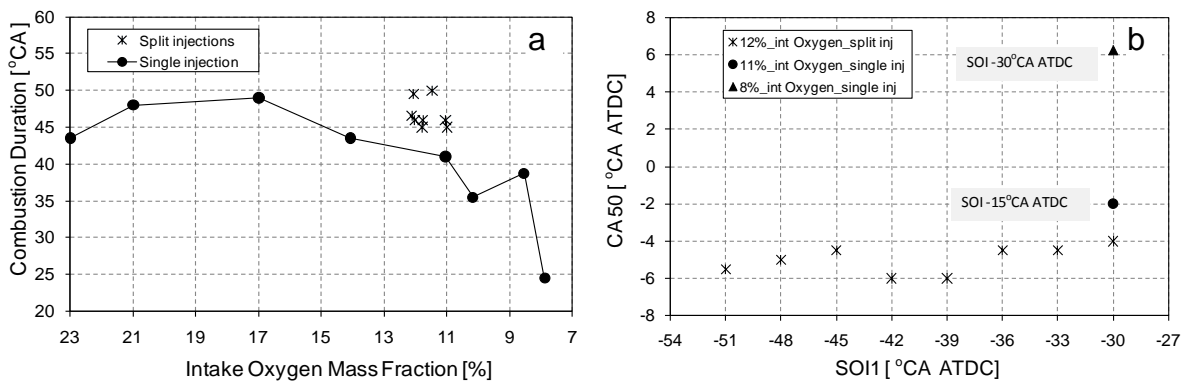 a
Split injections
Single injection
Combustion Duration [°CA]
60
55
50
45
40
35
30
25
20
23 21 19 17 15 13 11 9 7
Intake Oxygen Mass Fraction [%]
b
12%_int Oxygen_split inj
11%_int Oxygen_single inj
8%_int Oxygen_single inj
SOI -30°CA ATDC
SOI -15°CA ATDC
CA50 [ °CA ATDC]
8
6
4
2
0
-2
-4
-6
-8
-54 -51 -48 -45 -42 -39 -36 -33 -30 -27
SOI1 [ °CA ATDC]